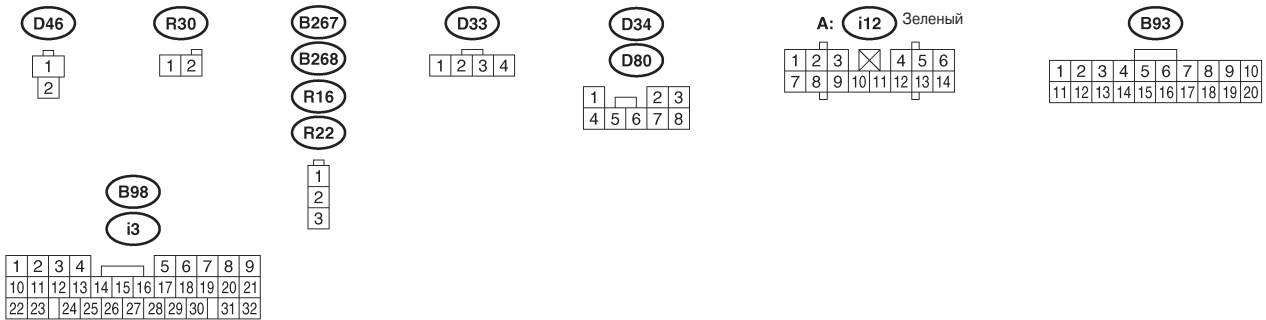 D46
1
2
R30
1 2
B267
B268
R16
R22
1
2
3
D33
1 2 3 4
D34
D80
1 2 3
4 5 6 7 8
A: i12 Зеленый
1 2 3 4 5 6
7 8 9 10 11 12 13 14
B93
1 2 3 4 5 6 7 8 9 10
11 12 13 14 15 16 17 18 19 20
B98
i3
1 2 3 4 5 6 7 8 9
10 11 12 13 14 15 16 17 18 19 20 21
22 23 24 25 26 27 28 29 30 31 32